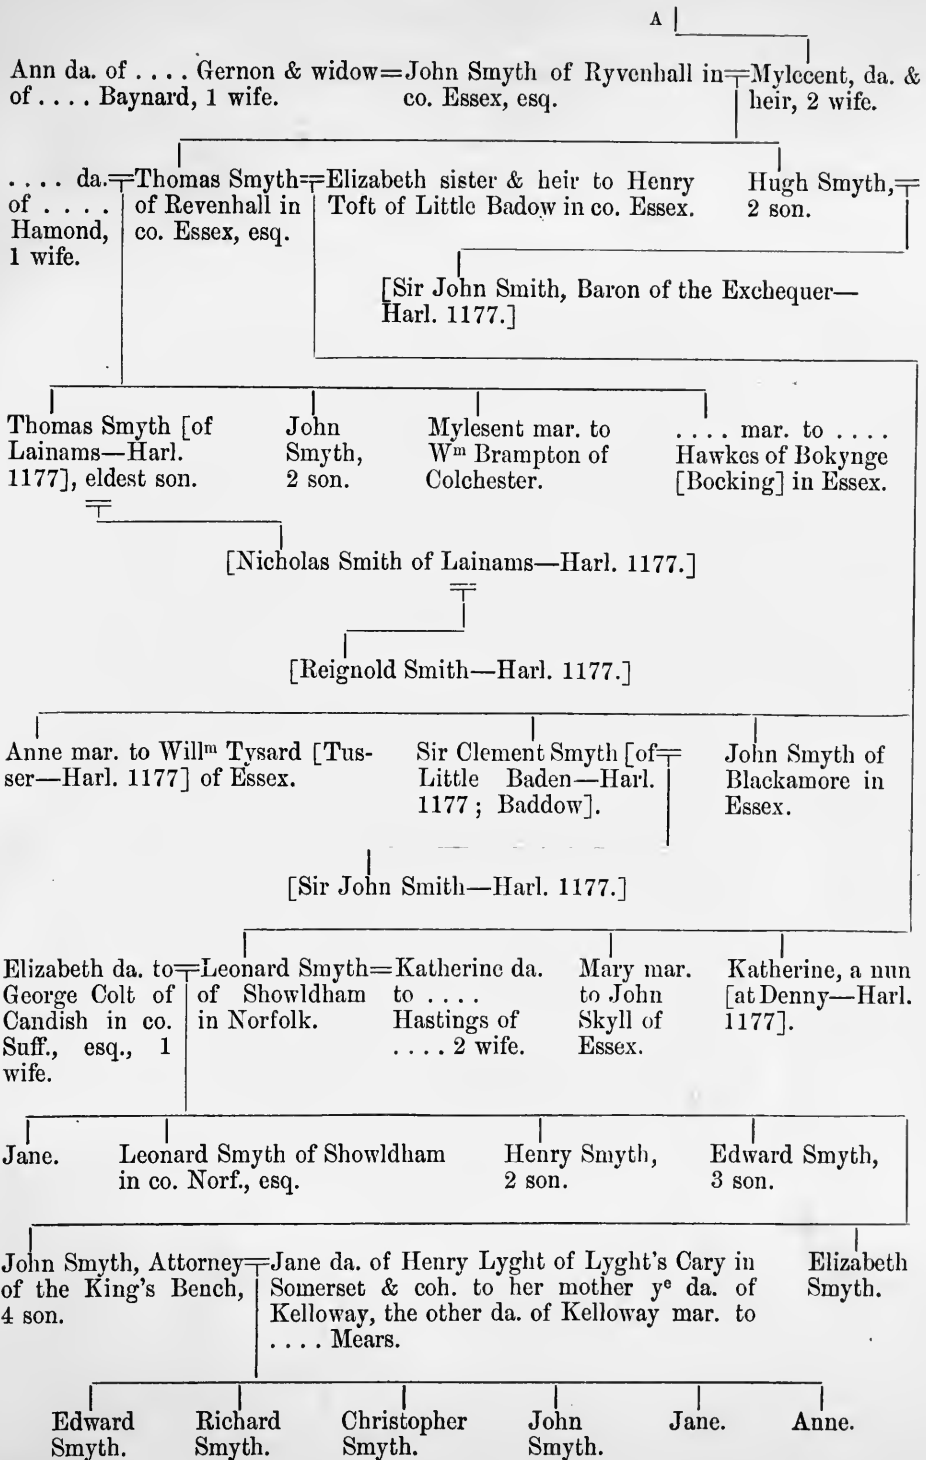 A
Ann da. of . . . . Gernon & widow=John Smyth of Ryvenhall in=Mylecent, da. &
of . . . . Baynard, 1 wife. co. Essex, esq. heir, 2 wife.
. . . . da.=Thomas Smyth=Elizabeth sister & heir to Henry Hugh Smyth,=
of . . . . of Revenhall in Toft of Little Badow in co. Essex. 2 son.
Hamond, co. Essex, esq.
1 wife.
[Sir John Smith, Baron of the Exchequer—
Harl. 1177.]
Thomas Smyth [of John Mylesent mar. to . . . . mar. to . . . .
Lainams—Harl. Smyth, Wm Brampton of Hawkes of Bokynge
1177], eldest son. 2 son. Colchester. [Bocking] in Essex.
[Nicholas Smith of Lainams—Harl. 1177.]
[Reignold Smith—Harl. 1177.]
Anne mar. to Willm Tysard [Tus- Sir Clement Smyth [of= John Smyth of
ser—Harl. 1177] of Essex. Little Baden—Harl. Blackamore in
1177; Baddow]. Essex.
[Sir John Smith—Harl. 1177.]
Elizabeth da. to=Leonard Smyth=Katherine da. Mary mar. Katherine, a nun
George Colt of of Showldham to . . . . to John [at Denny—Harl.
Candish in co. in Norfolk. Hastings of Skyll of 1177].
Suff., esq., 1 . . . . 2 wife. Essex.
wife.
Jane. Leonard Smyth of Showldham Henry Smyth, Edward Smyth,
in co. Norf., esq. 2 son. 3 son.
John Smyth, Attorney=Jane da. of Henry Lyght of Lyght's Cary in Elizabeth
of the King's Bench, Somerset & coh. to her mother ye da. of Smyth.
4 son. Kelloway, the other da. of Kelloway mar. to
. . . . Mears.
Edward Richard Christopher John Jane. Anne.
Smyth. Smyth. Smyth. Smyth.